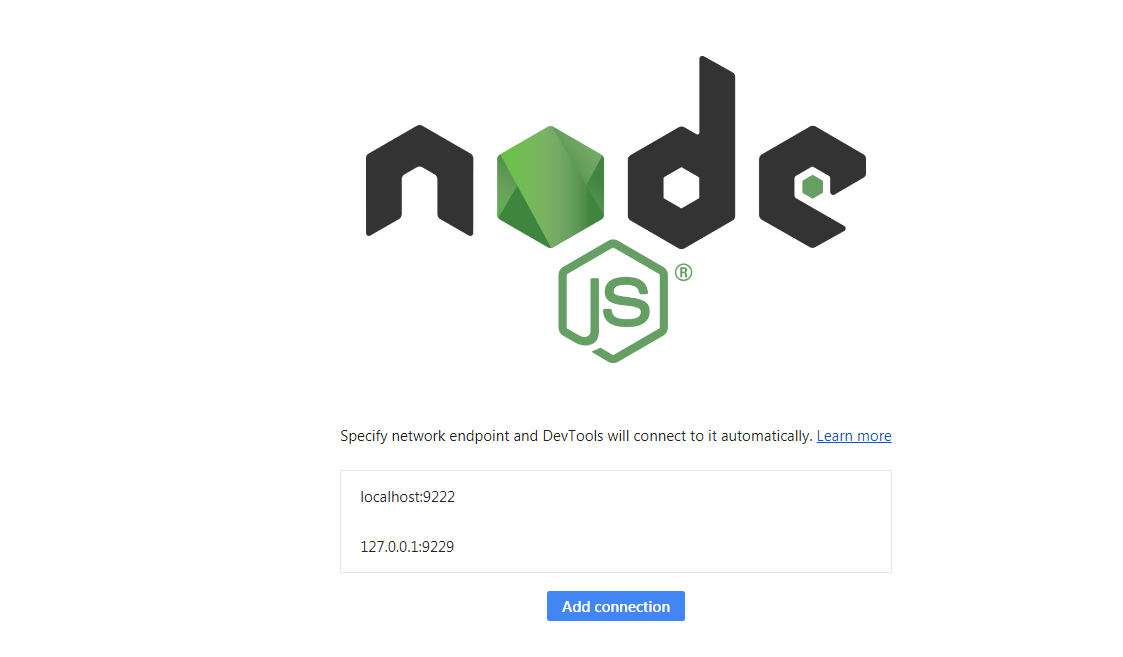 node
JS®
Specify network endpoint and DevTools will connect to it automatically. Learn more
localhost:9222
127.0.0.1:9229
Add connection